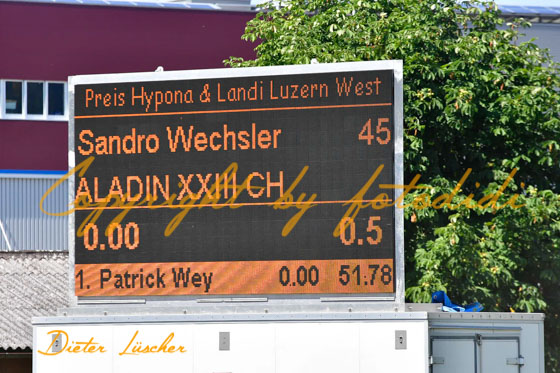 Preis Hypona & Landi Luzern West
Sandro Wechsler 45
ALADIN XXIII CH
Copyright by fotodidi
0.00 0.5
1. Patrick Wey 0.00 51.78
Dieter Lüscher